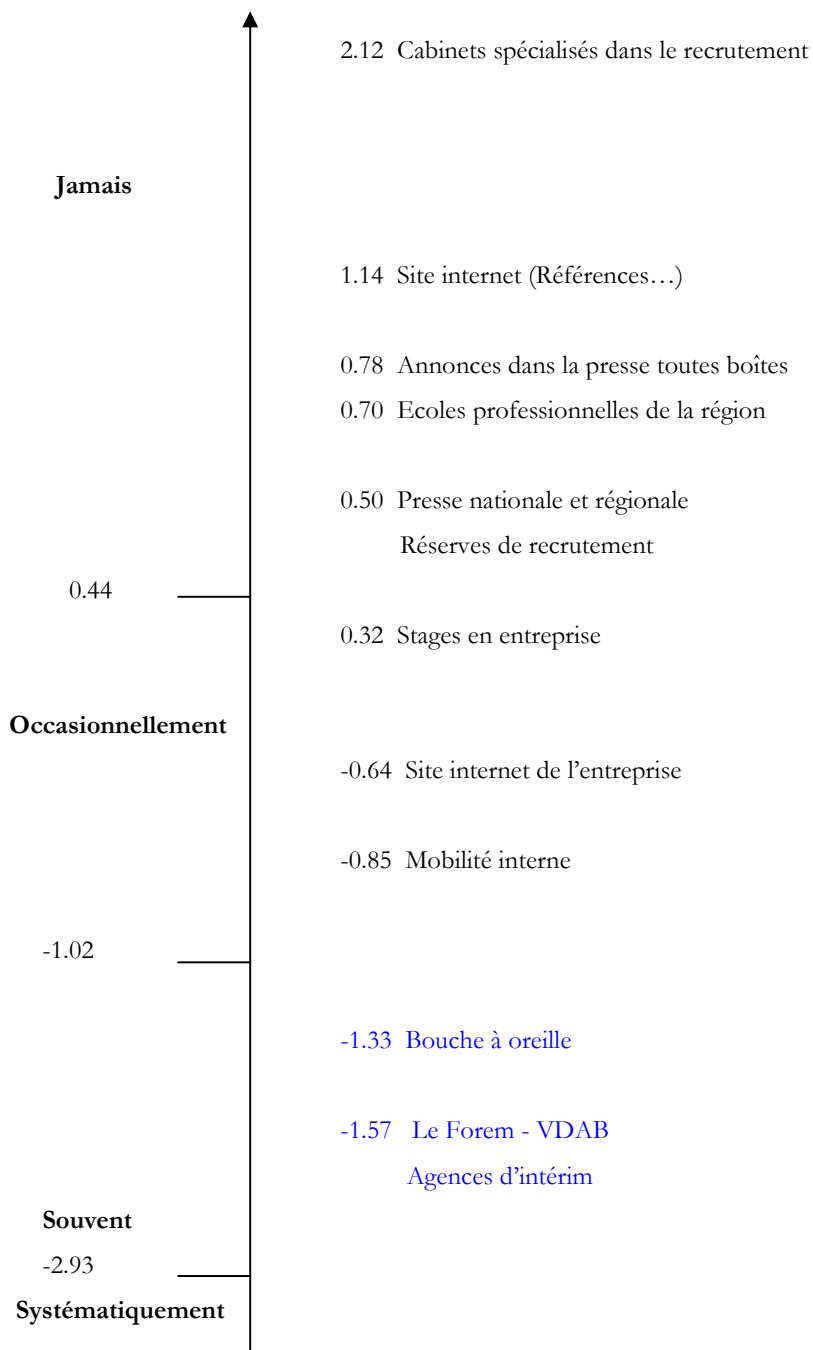 2.12 Cabinets spécialisés dans le recrutement
Jamais
1.14 Site internet (Références…)
0.78 Annonces dans la presse toutes boîtes
0.70 Ecoles professionnelles de la région
0.50 Presse nationale et régionale
Réserves de recrutement
0.44
0.32 Stages en entreprise
Occasionnellement
-0.64 Site internet de l’entreprise
-0.85 Mobilité interne
-1.02
-1.33 Bouche à oreille
-1.57 Le Forem - VDAB
Agences d’intérim
Souvent
-2.93
Systématiquement